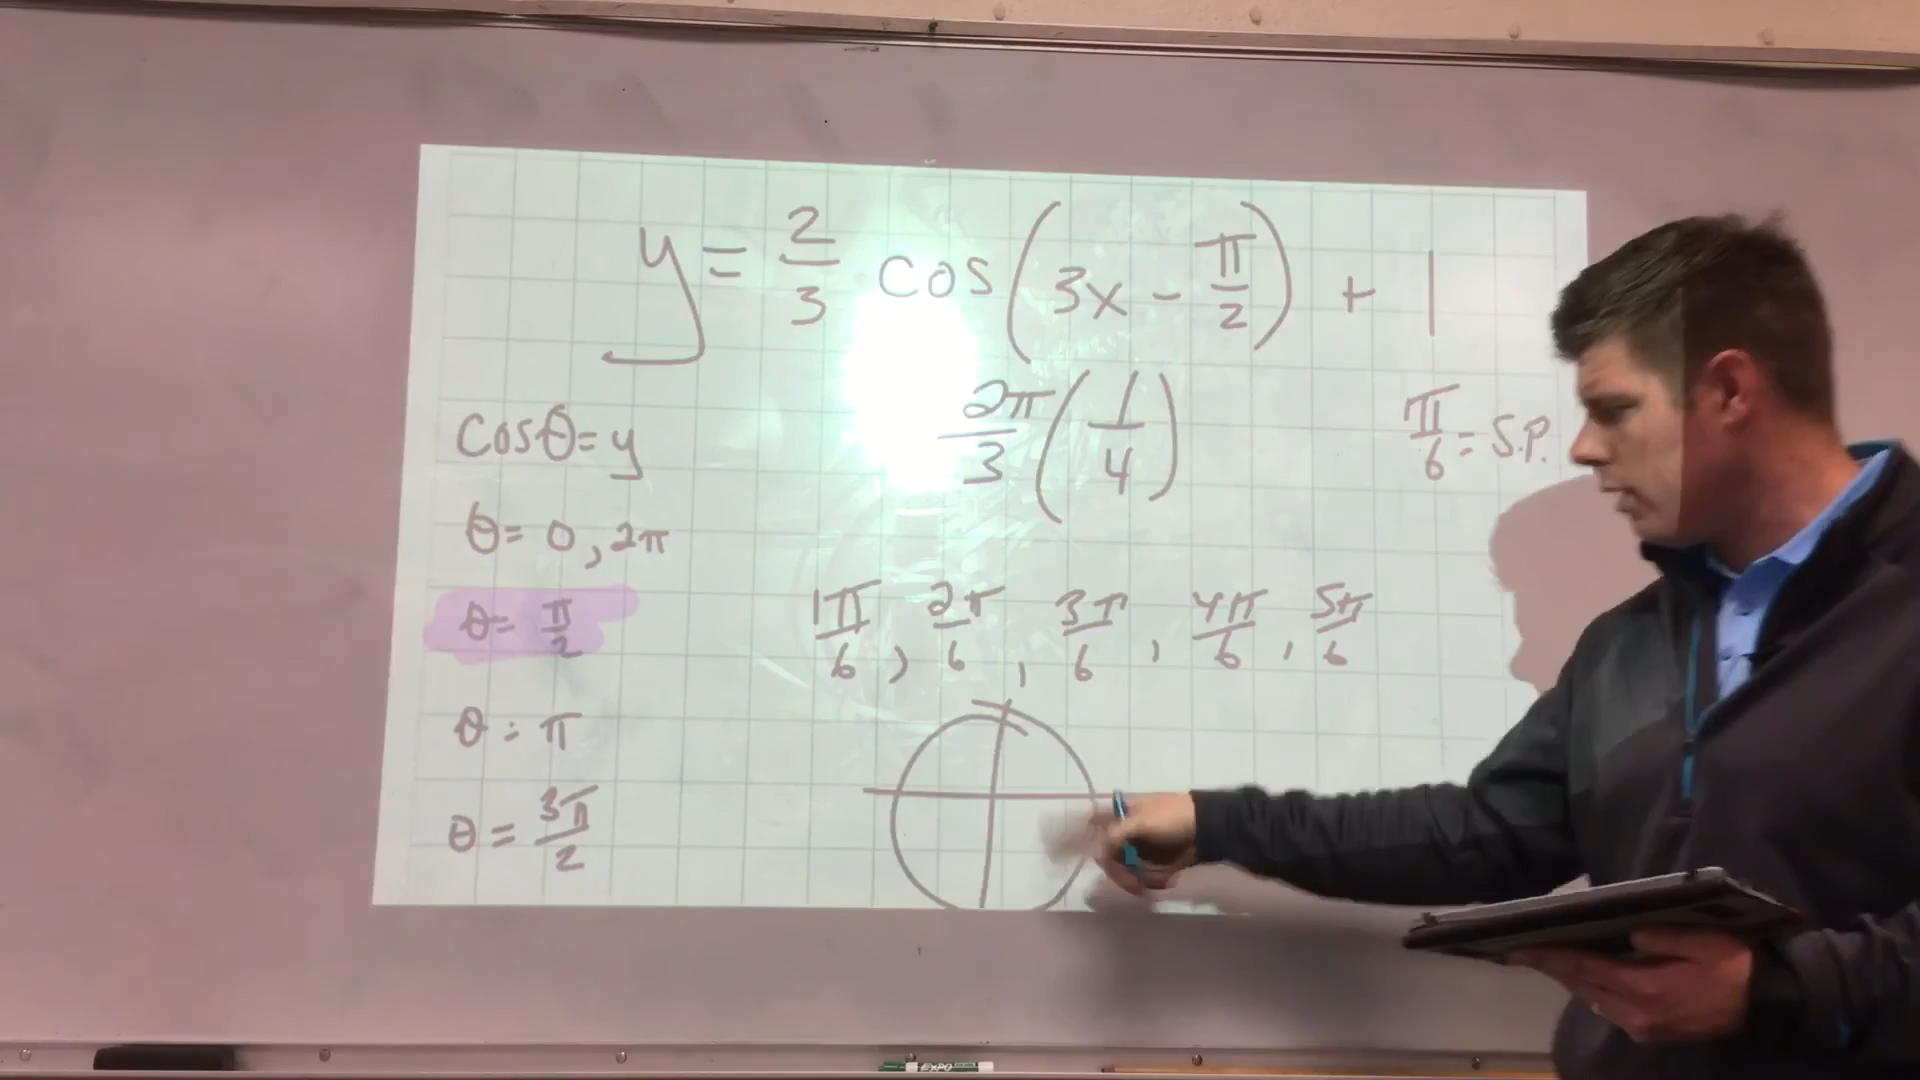 y = 2/3 cos(3x - π/2) + 1
2π/3 (1/4)
π/6 = S.P.
cosθ = y
θ = 0, 2π
θ = π/2
1π/6, 2π/6, 3π/6, 4π/6, 5π/6
θ = π
θ = 3π/2
EXPO